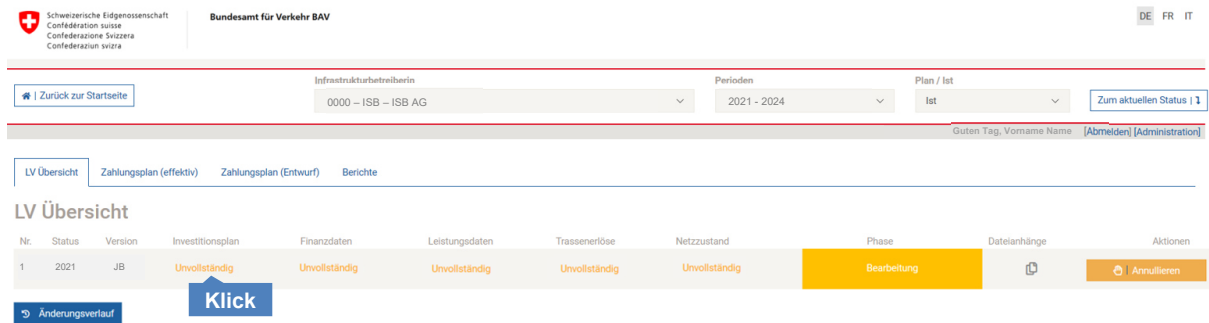 Schweizerische Eidgenossenschaft
Confédération suisse
Confederazione Svizzera
Confederaziun svizra
Bundesamt für Verkehr BAV
DE FR IT
Infrastrukturbetreiberin Perioden Plan / Ist
| Zurück zur Startseite 0000 – ISB – ISB AG 2021 - 2024 Ist Zum aktuellen Status |
Guten Tag, Vorname Name [Abmelden] [Administration]
LV Übersicht Zahlungsplan (effektiv) Zahlungsplan (Entwurf) Berichte
LV Übersicht
Nr. Status Version Investitionsplan Finanzdaten Leistungsdaten Trassenerlöse Netzzustand Phase Dateianhänge Aktionen
1 2021 JB Unvollständig Unvollständig Unvollständig Unvollständig Unvollständig Bearbeitung | Annullieren
Klick
Änderungsverlauf